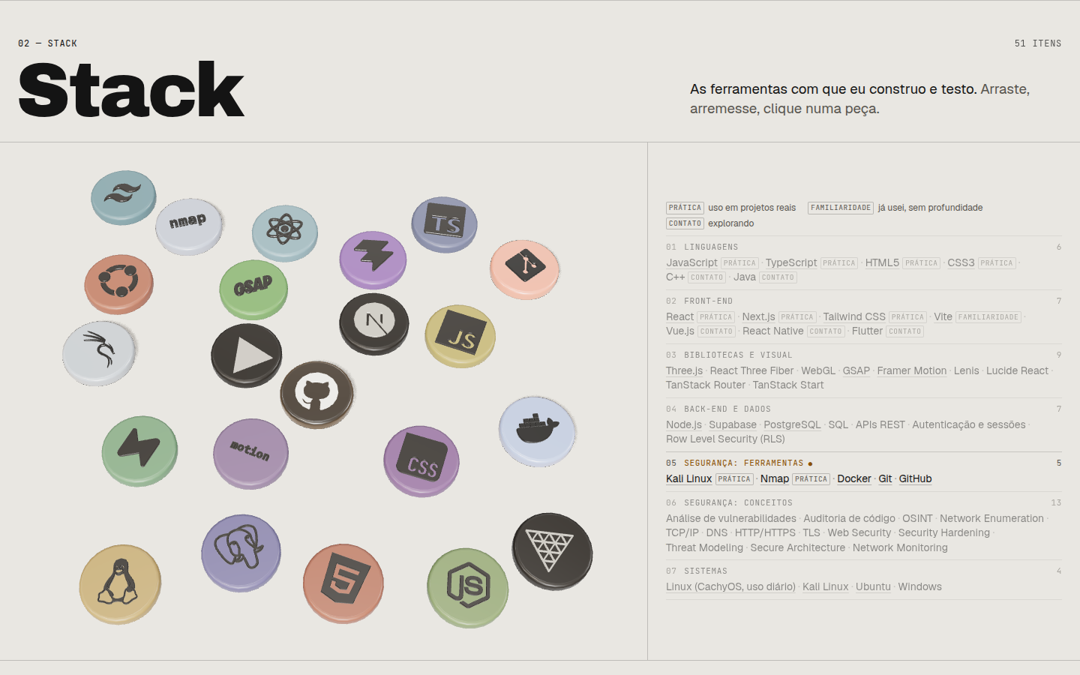 02 — STACK
51 ITENS
Stack
As ferramentas com que eu construo e testo. Arraste,
arremesse, clique numa peça.
nmap
TS
GSAP
N
JS
motion
CSS
5
JS
PRÁTICA uso em projetos reais FAMILIARIDADE já usei, sem profundidade
CONTATO explorando
01 LINGUAGENS 6
JavaScript PRÁTICA · TypeScript PRÁTICA · HTML5 PRÁTICA · CSS3 PRÁTICA ·
C++ CONTATO · Java CONTATO
02 FRONT-END 7
React PRÁTICA · Next.js PRÁTICA · Tailwind CSS PRÁTICA · Vite FAMILIARIDADE ·
Vue.js CONTATO · React Native CONTATO · Flutter CONTATO
03 BIBLIOTECAS E VISUAL 9
Three.js · React Three Fiber · WebGL · GSAP · Framer Motion · Lenis · Lucide React ·
TanStack Router · TanStack Start
04 BACK-END E DADOS 7
Node.js · Supabase · PostgreSQL · SQL · APIs REST · Autenticação e sessões ·
Row Level Security (RLS)
05 SEGURANÇA: FERRAMENTAS ● 5
Kali Linux PRÁTICA · Nmap PRÁTICA · Docker · Git · GitHub
06 SEGURANÇA: CONCEITOS 13
Análise de vulnerabilidades · Auditoria de código · OSINT · Network Enumeration ·
TCP/IP · DNS · HTTP/HTTPS · TLS · Web Security · Security Hardening
Threat Modeling · Secure Architecture · Network Monitoring
07 SISTEMAS 4
Linux (CachyOS, uso diário) · Kali Linux · Ubuntu · Windows